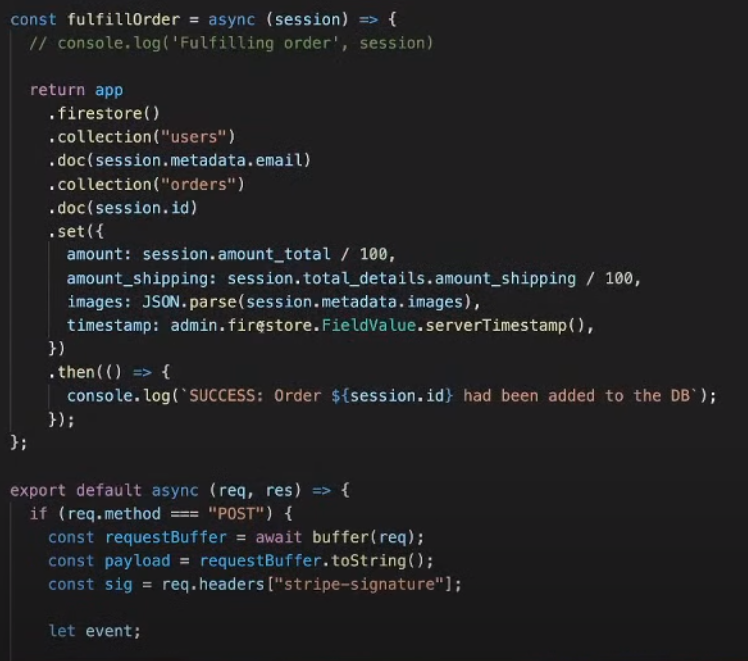 const fulfillOrder = async (session) => {
// console.log('Fulfilling order', session)
return app
.firestore()
.collection("users")
.doc(session.metadata.email)
.collection("orders")
.doc(session.id)
.set({
amount: session.amount_total / 100,
amount_shipping: session.total_details.amount_shipping / 100,
images: JSON.parse(session.metadata.images),
timestamp: admin.firestore.FieldValue.serverTimestamp(),
})
.then(() => {
console.log(`SUCCESS: Order ${session.id} had been added to the DB`);
});
};
export default async (req, res) => {
if (req.method === "POST") {
const requestBuffer = await buffer(req);
const payload = requestBuffer.toString();
const sig = req.headers["stripe-signature"];
let event;